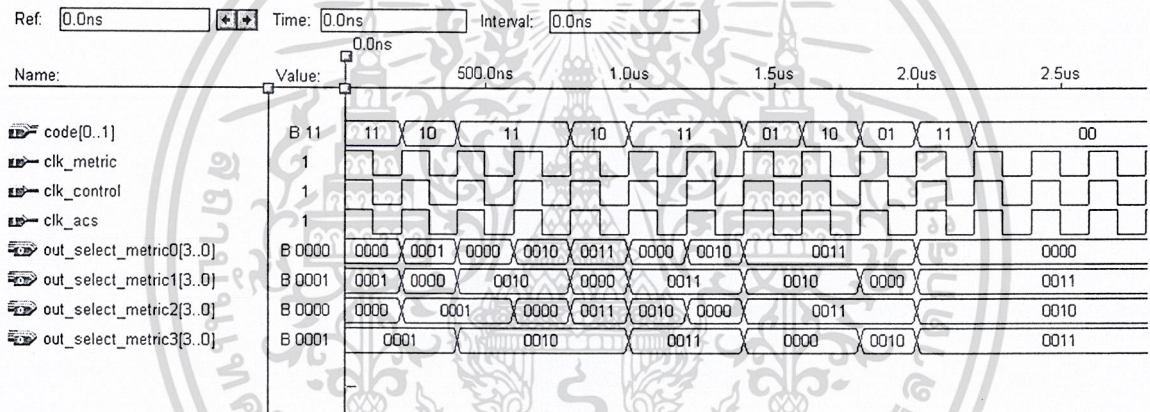 Ref: 0.0ns Time: 0.0ns Interval: 0.0ns
0.0ns
Name: Value: 500.0ns 1.0us 1.5us 2.0us 2.5us
code[0..1] B 11 11 10 11 10 11 01 10 01 11 00
clk_metric 1
clk_control 1
clk_acs 1
out_select_metric0[3..0] B 0000 0000 0001 0000 0010 0011 0000 0010 0011 0000
out_select_metric1[3..0] B 0001 0001 0000 0010 0000 0011 0010 0000 0011
out_select_metric2[3..0] B 0000 0000 0001 0000 0011 0010 0000 0011 0010
out_select_metric3[3..0] B 0001 0001 0010 0011 0000 0010 0011